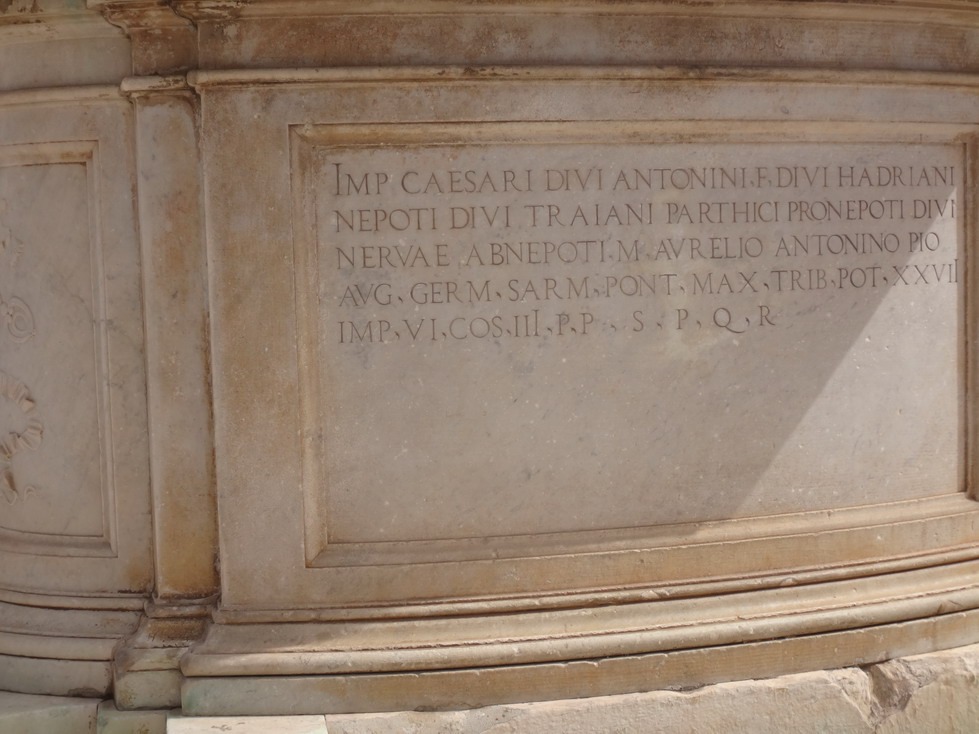 IMP CAESARI DIVI ANTONINI.F.DIVI HADRIANI
NEPOTI DIVI TRAIANI PARTHICI PRONEPOTI DIVI
NERVAE ABNEPOTI.M.AVRELIO ANTONINO PIO
AVG.GERM.SARM.PONT.MAX.TRIB.POT.XXVII
IMP.VI.COS.III.P.P. S.P.Q.R